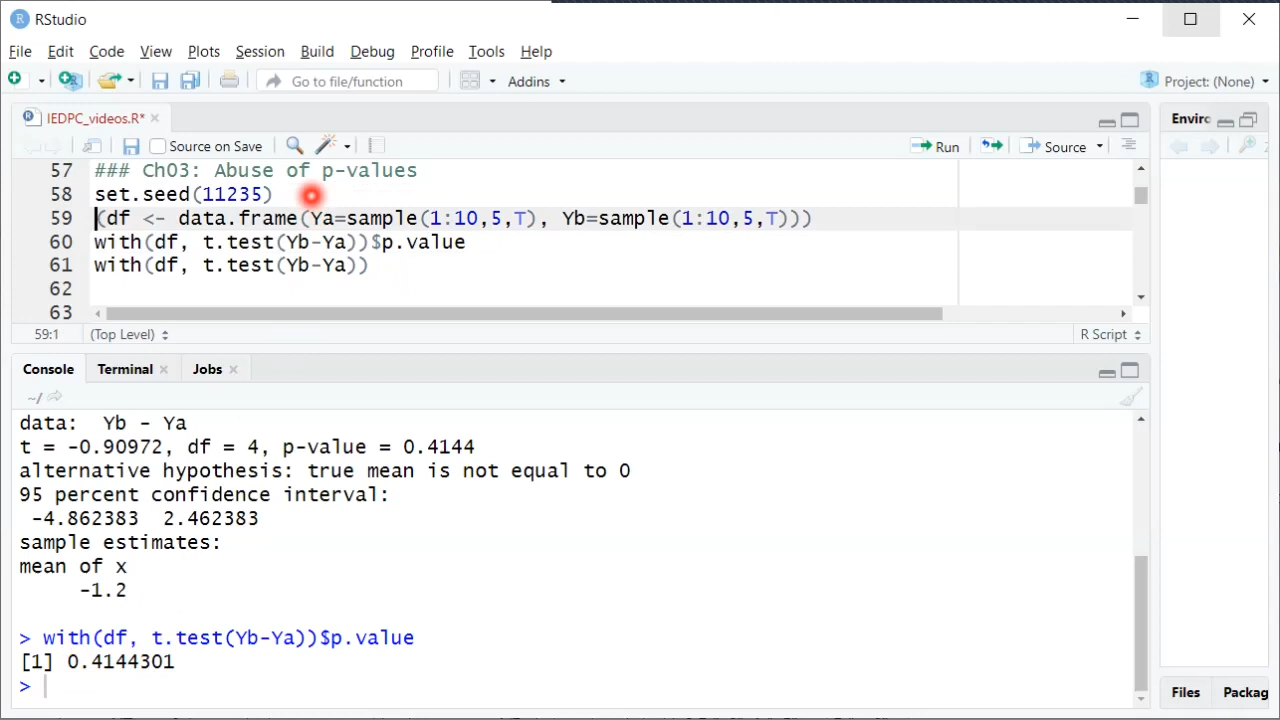 RStudio
File Edit Code View Plots Session Build Debug Profile Tools Help
Go to file/function Addins Project: (None)
IEDPC_videos.R* Enviro
Source on Save Run Source
57 ### Ch03: Abuse of p-values
58 set.seed(11235)
59 (df <- data.frame(Ya=sample(1:10,5,T), Yb=sample(1:10,5,T)))
60 with(df, t.test(Yb-Ya))$p.value
61 with(df, t.test(Yb-Ya))
62
63
59:1 (Top Level) R Script
Console Terminal Jobs
~/
data: Yb - Ya
t = -0.90972, df = 4, p-value = 0.4144
alternative hypothesis: true mean is not equal to 0
95 percent confidence interval:
-4.862383 2.462383
sample estimates:
mean of x
-1.2
> with(df, t.test(Yb-Ya))$p.value
[1] 0.4144301
>
Files Packag